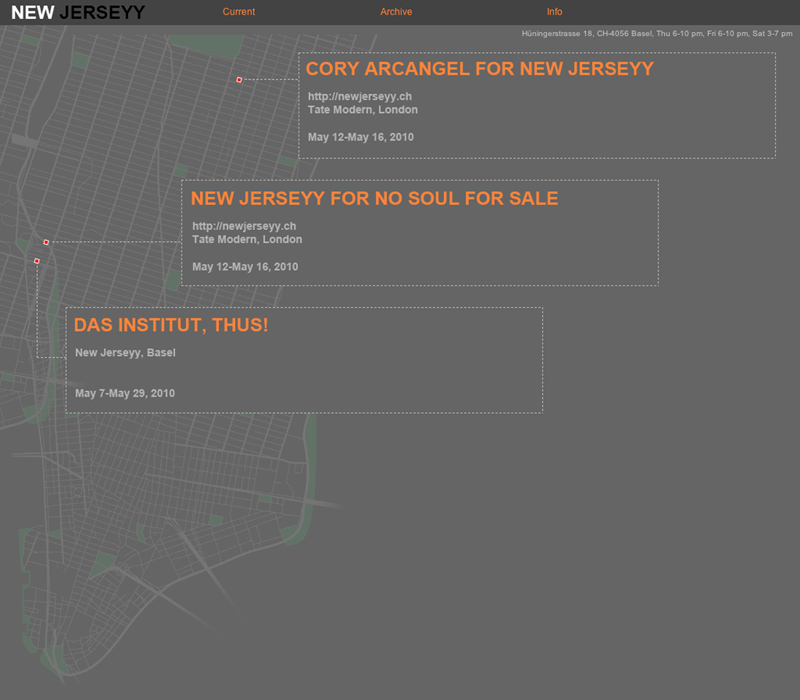 NEW JERSEYY
Current
Archive
Info
Hüningerstrasse 18, CH-4056 Basel, Thu 6-10 pm, Fri 6-10 pm, Sat 3-7 pm
CORY ARCANGEL FOR NEW JERSEYY
http://newjerseyy.ch
Tate Modern, London
May 12-May 16, 2010
NEW JERSEYY FOR NO SOUL FOR SALE
http://newjerseyy.ch
Tate Modern, London
May 12-May 16, 2010
DAS INSTITUT, THUS!
New Jerseyy, Basel
May 7-May 29, 2010